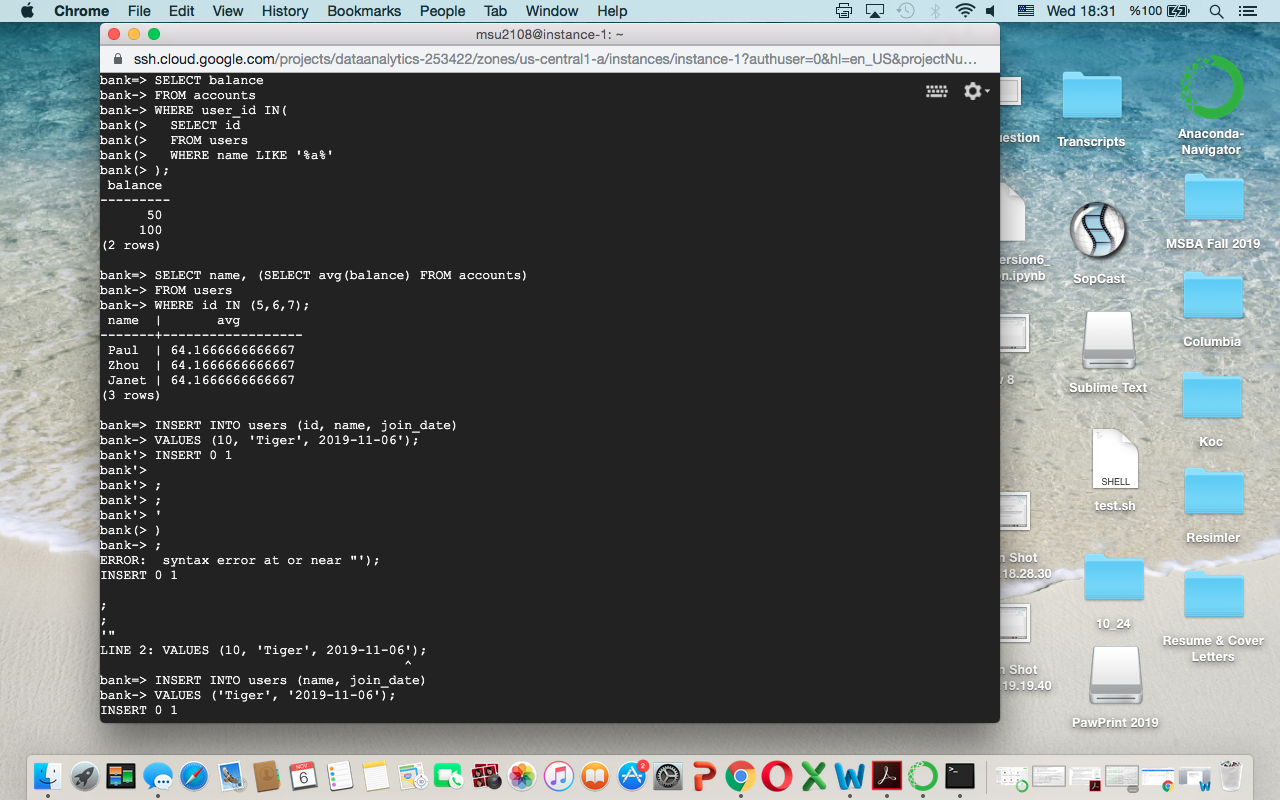 Chrome File Edit View History Bookmarks People Tab Window Help Wed 18:31 %100
msu2108@instance-1: ~
ssh.cloud.google.com/projects/dataanalytics-253422/zones/us-central1-a/instances/instance-1?authuser=0&hl=en_US&projectNu...
bank=> SELECT balance
bank-> FROM accounts
bank-> WHERE user_id IN(
bank(>   SELECT id
bank(>   FROM users
bank(>   WHERE name LIKE '%a%'
bank(> );
 balance
---------
      50
     100
(2 rows)
bank=> SELECT name, (SELECT avg(balance) FROM accounts)
bank-> FROM users
bank-> WHERE id IN (5,6,7);
 name  |       avg
-------+------------------
 Paul  | 64.1666666666667
 Zhou  | 64.1666666666667
 Janet | 64.1666666666667
(3 rows)
bank=> INSERT INTO users (id, name, join_date)
bank-> VALUES (10, 'Tiger', 2019-11-06');
bank'> INSERT 0 1
bank'>
bank'> ;
bank'> ;
bank'> '
bank(> )
bank-> ;
ERROR:  syntax error at or near "');
INSERT 0 1
;
;
'"
LINE 2: VALUES (10, 'Tiger', 2019-11-06');
                                       ^
bank=> INSERT INTO users (name, join_date)
bank-> VALUES ('Tiger', '2019-11-06');
INSERT 0 1
estion
Transcripts
Anaconda-
Navigator
ersion6_
n.ipynb
SopCast
MSBA Fall 2019
v 8
Sublime Text
Columbia
SHELL
test.sh
Koc
n Shot
18.28.30
10_24
Resimler
n Shot
19.19.40
PawPrint 2019
Resume & Cover
Letters
NOV
6
2